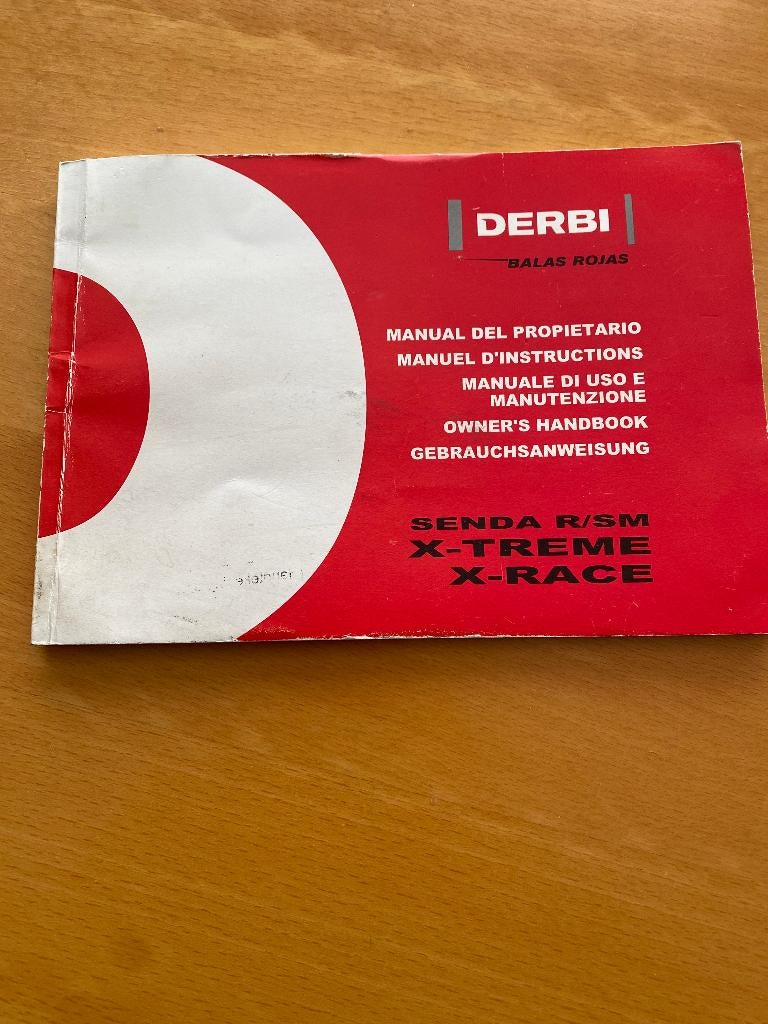 DERBI
BALAS ROJAS
MANUAL DEL PROPIETARIO
MANUEL D'INSTRUCTIONS
MANUALE DI USO E
MANUTENZIONE
OWNER'S HANDBOOK
GEBRAUCHSANWEISUNG
SENDA R/SM
X-TREME
X-RACE